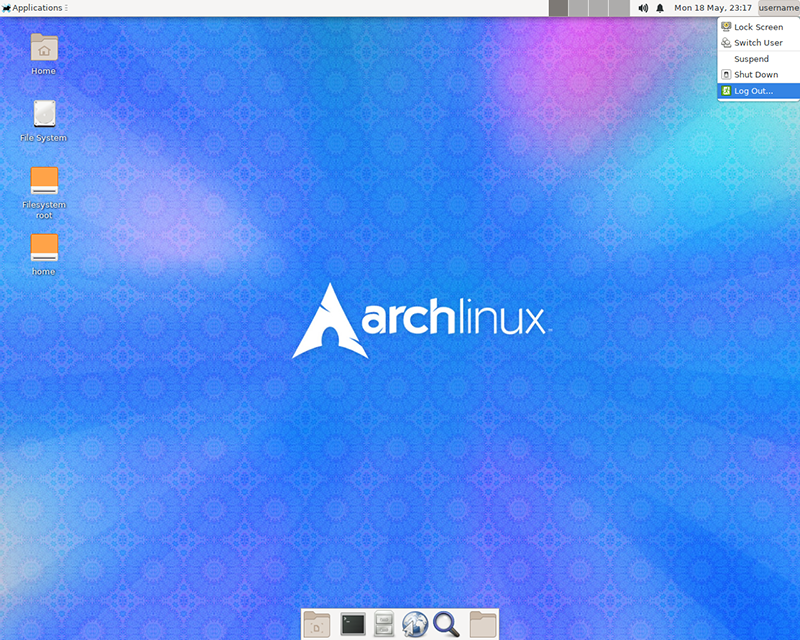 Applications
Mon 18 May, 23:17
username
Lock Screen
Switch User
Suspend
Shut Down
Log Out...
Home
File System
Filesystem
root
home
archlinux